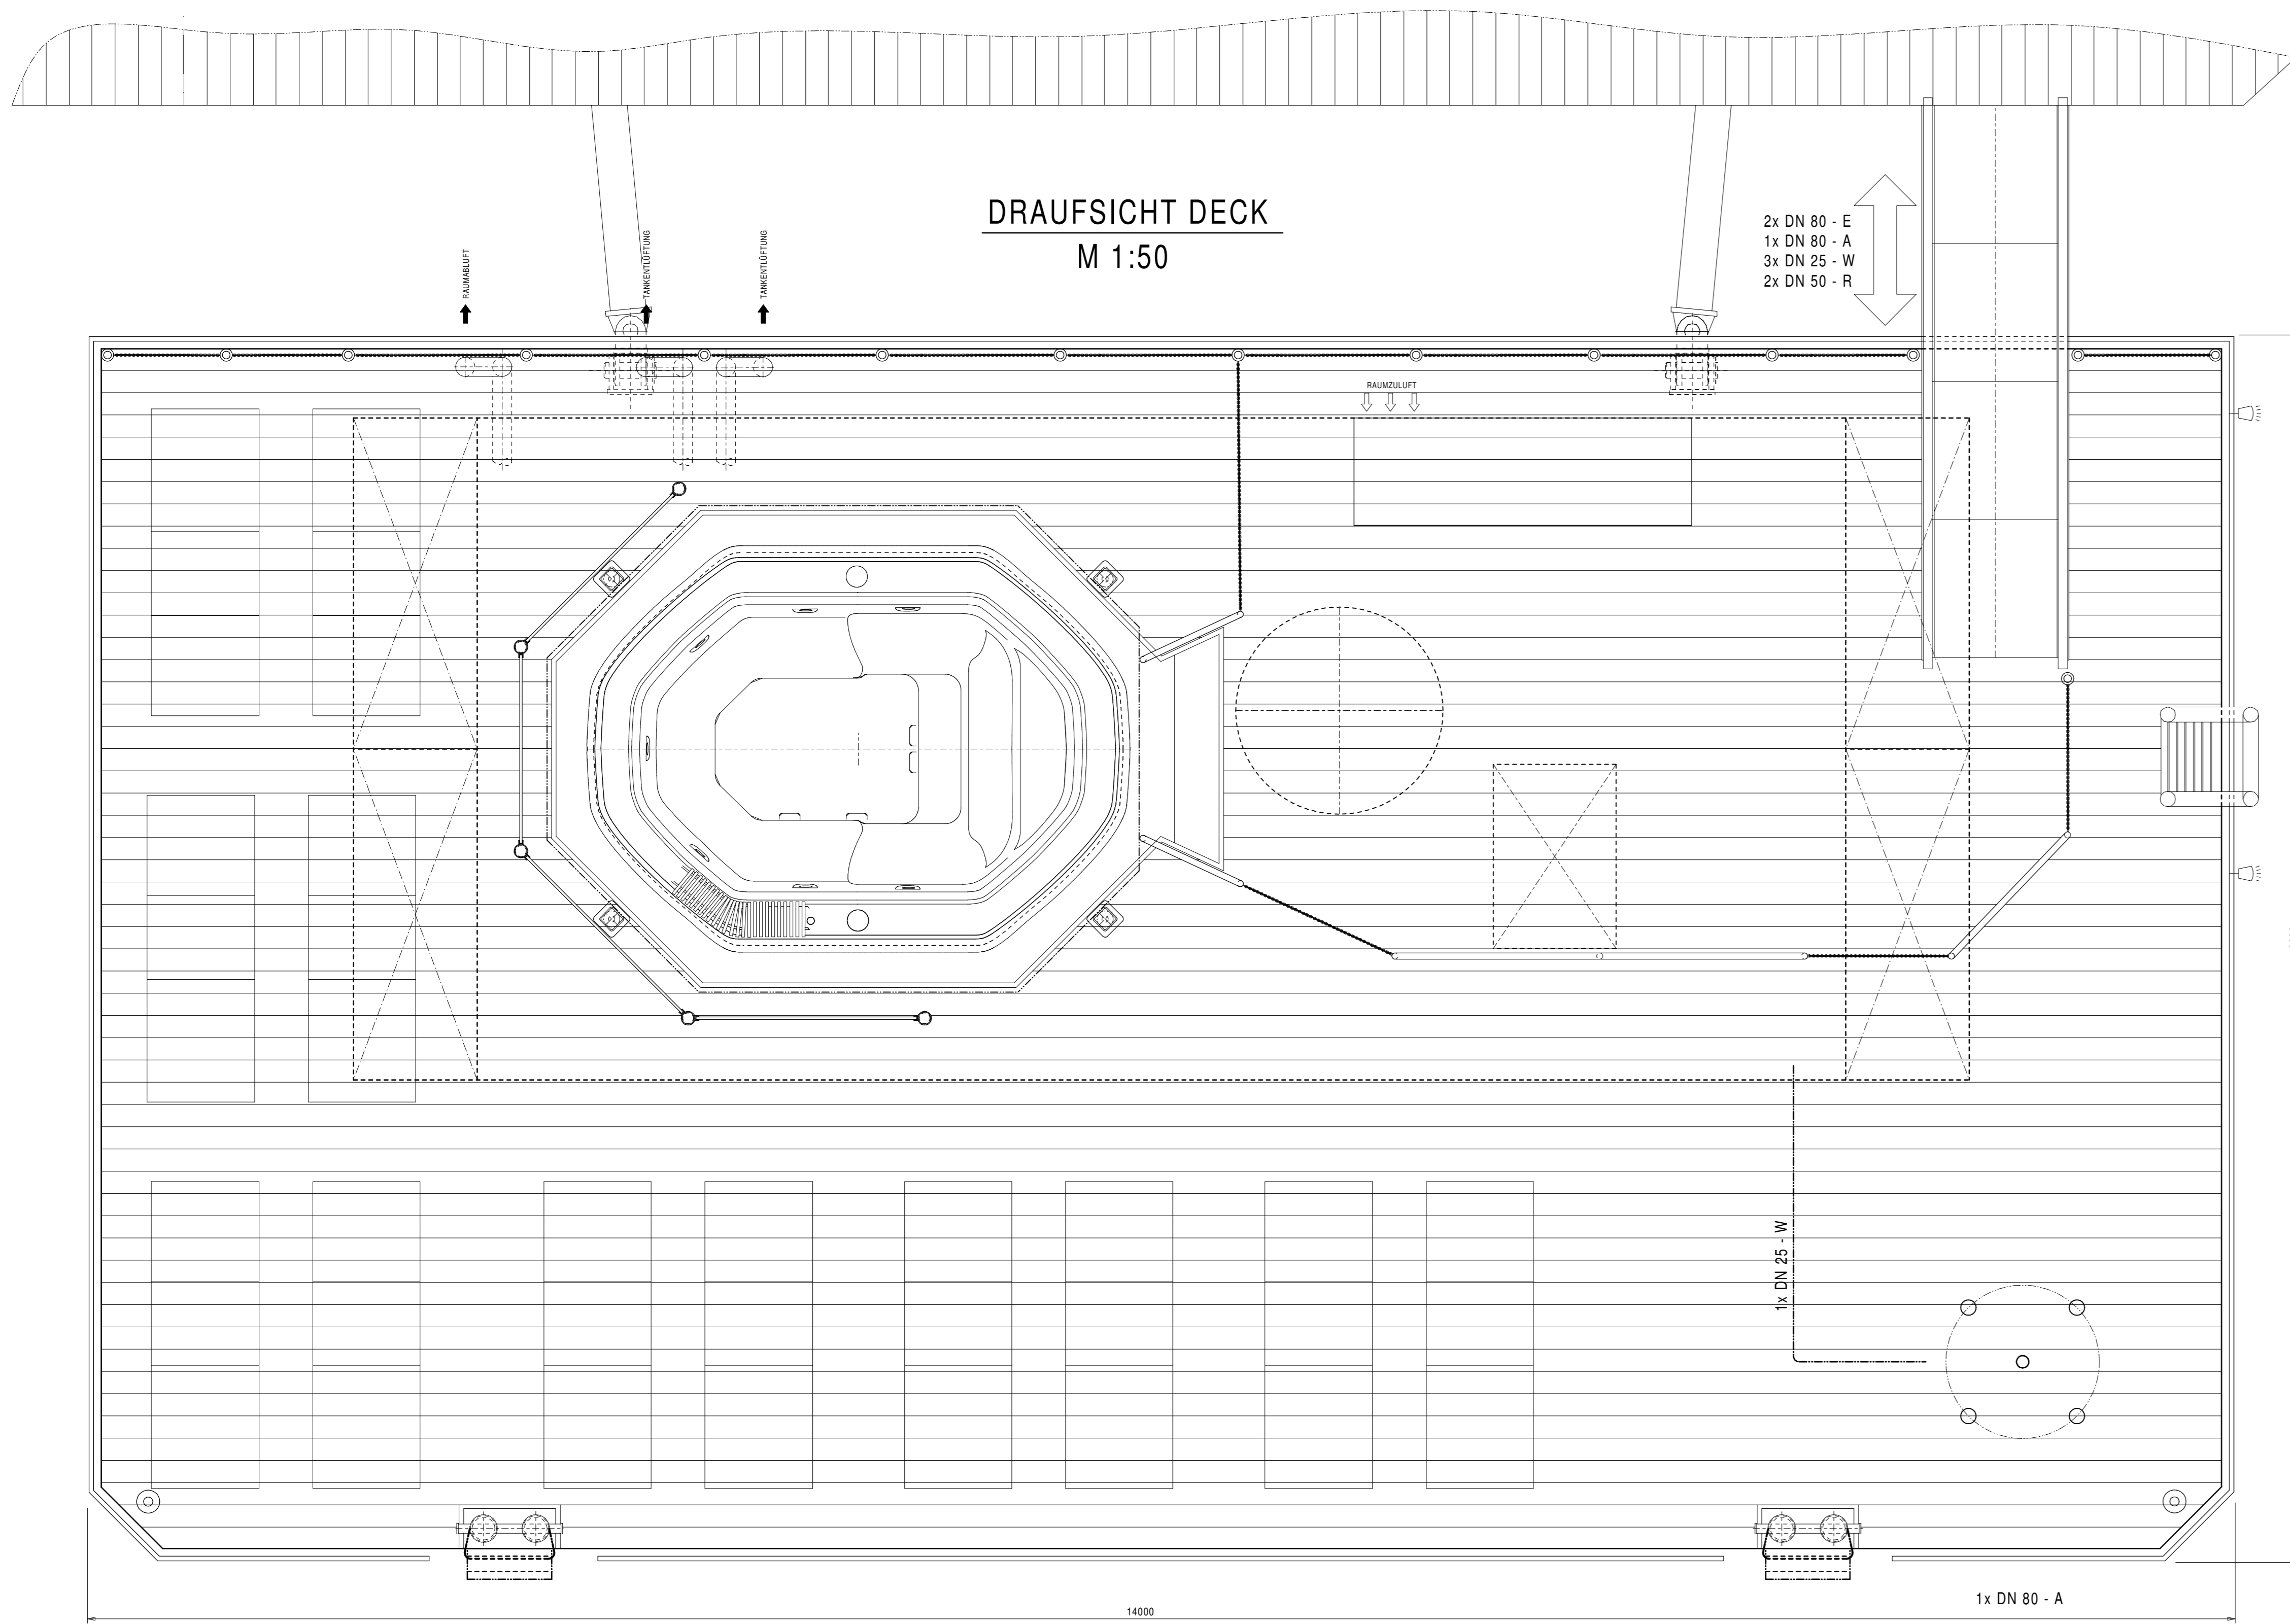 DRAUFSICHT DECK
M 1:50
2x DN 80 - E
1x DN 80 - A
3x DN 25 - W
2x DN 50 - R
RAUMABLUFT
TANKENTLÜFTUNG
TANKENTLÜFTUNG
RAUMZULUFT
1x DN 25 - W
1x DN 80 - A
14000